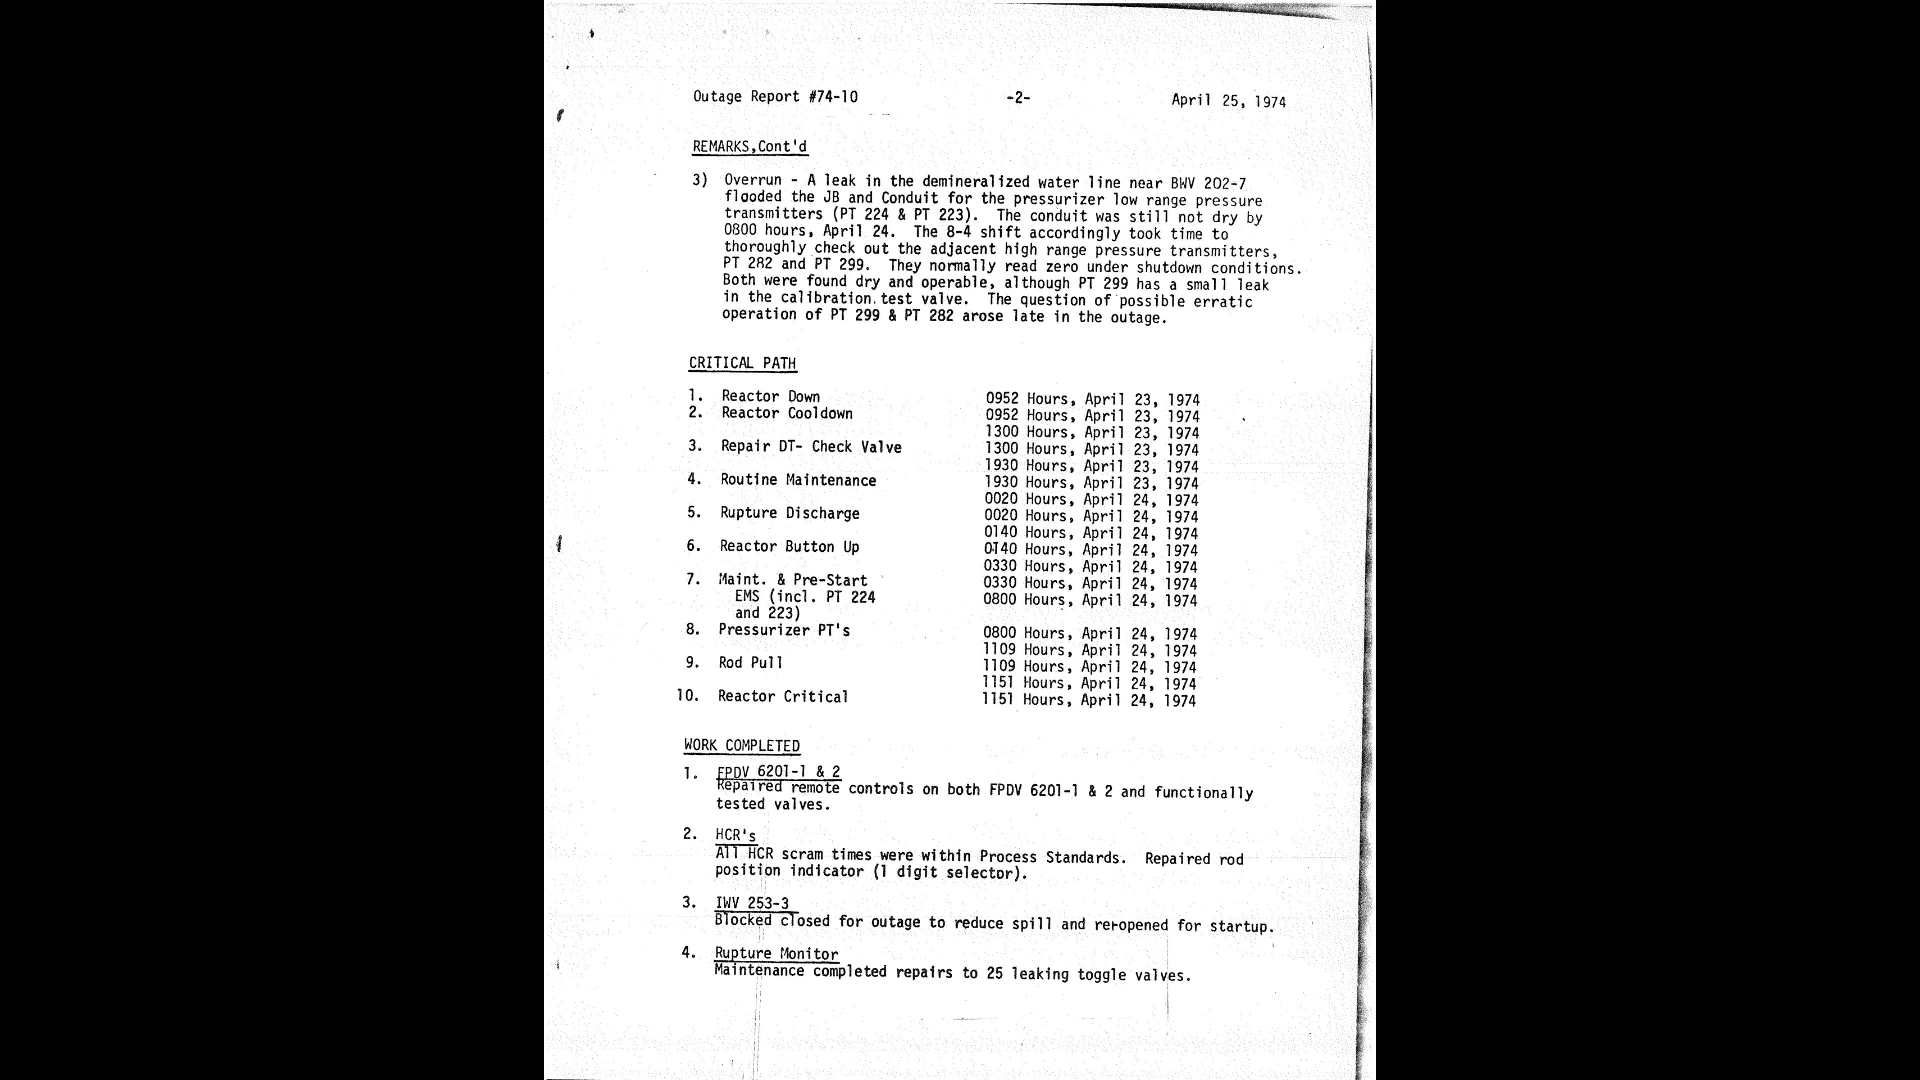 Outage Report #74-10 -2- April 25, 1974
REMARKS,Cont'd
3) Overrun - A leak in the demineralized water line near BWV 202-7
flooded the JB and Conduit for the pressurizer low range pressure
transmitters (PT 224 & PT 223). The conduit was still not dry by
0800 hours, April 24. The 8-4 shift accordingly took time to
thoroughly check out the adjacent high range pressure transmitters,
PT 282 and PT 299. They normally read zero under shutdown conditions.
Both were found dry and operable, although PT 299 has a small leak
in the calibration test valve. The question of possible erratic
operation of PT 299 & PT 282 arose late in the outage.
CRITICAL PATH
1. Reactor Down 0952 Hours, April 23, 1974
2. Reactor Cooldown 0952 Hours, April 23, 1974
1300 Hours, April 23, 1974
3. Repair DT- Check Valve 1300 Hours, April 23, 1974
1930 Hours, April 23, 1974
4. Routine Maintenance 1930 Hours, April 23, 1974
0020 Hours, April 24, 1974
5. Rupture Discharge 0020 Hours, April 24, 1974
0140 Hours, April 24, 1974
6. Reactor Button Up 0140 Hours, April 24, 1974
0330 Hours, April 24, 1974
7. Maint. & Pre-Start 0330 Hours, April 24, 1974
EMS (incl. PT 224 0800 Hours, April 24, 1974
and 223)
8. Pressurizer PT's 0800 Hours, April 24, 1974
1109 Hours, April 24, 1974
9. Rod Pull 1109 Hours, April 24, 1974
1151 Hours, April 24, 1974
10. Reactor Critical 1151 Hours, April 24, 1974
WORK COMPLETED
1. FPDV 6201-1 & 2
Repaired remote controls on both FPDV 6201-1 & 2 and functionally
tested valves.
2. HCR's
All HCR scram times were within Process Standards. Repaired rod
position indicator (1 digit selector).
3. IWV 253-3
Blocked closed for outage to reduce spill and re-opened for startup.
4. Rupture Monitor
Maintenance completed repairs to 25 leaking toggle valves.